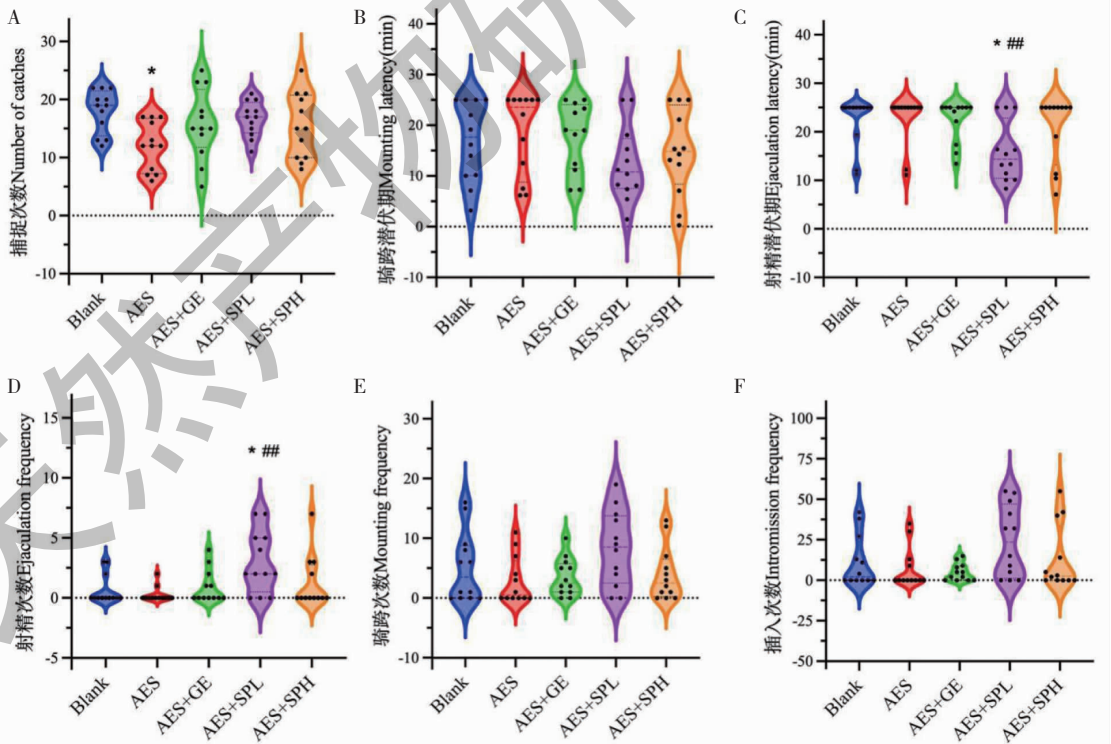 A
捕捉次数Number of catches
30
20
10
0
-10
*
Blank
AES
AES+GE
AES+SPL
AES+SPH
B
骑跨潜伏期Mounting latency(min)
40
30
20
10
0
-10
Blank
AES
AES+GE
AES+SPL
AES+SPH
C
射精潜伏期Ejaculation latency(min)
40
30
20
10
0
-10
* ##
Blank
AES
AES+GE
AES+SPL
AES+SPH
D
射精次数Ejaculation frequency
15
10
5
0
-5
* ##
Blank
AES
AES+GE
AES+SPL
AES+SPH
E
骑跨次数Mounting frequency
30
20
10
0
-10
Blank
AES
AES+GE
AES+SPL
AES+SPH
F
插入次数Intromission frequency
100
75
50
25
0
-25
-50
Blank
AES
AES+GE
AES+SPL
AES+SPH
然产物研